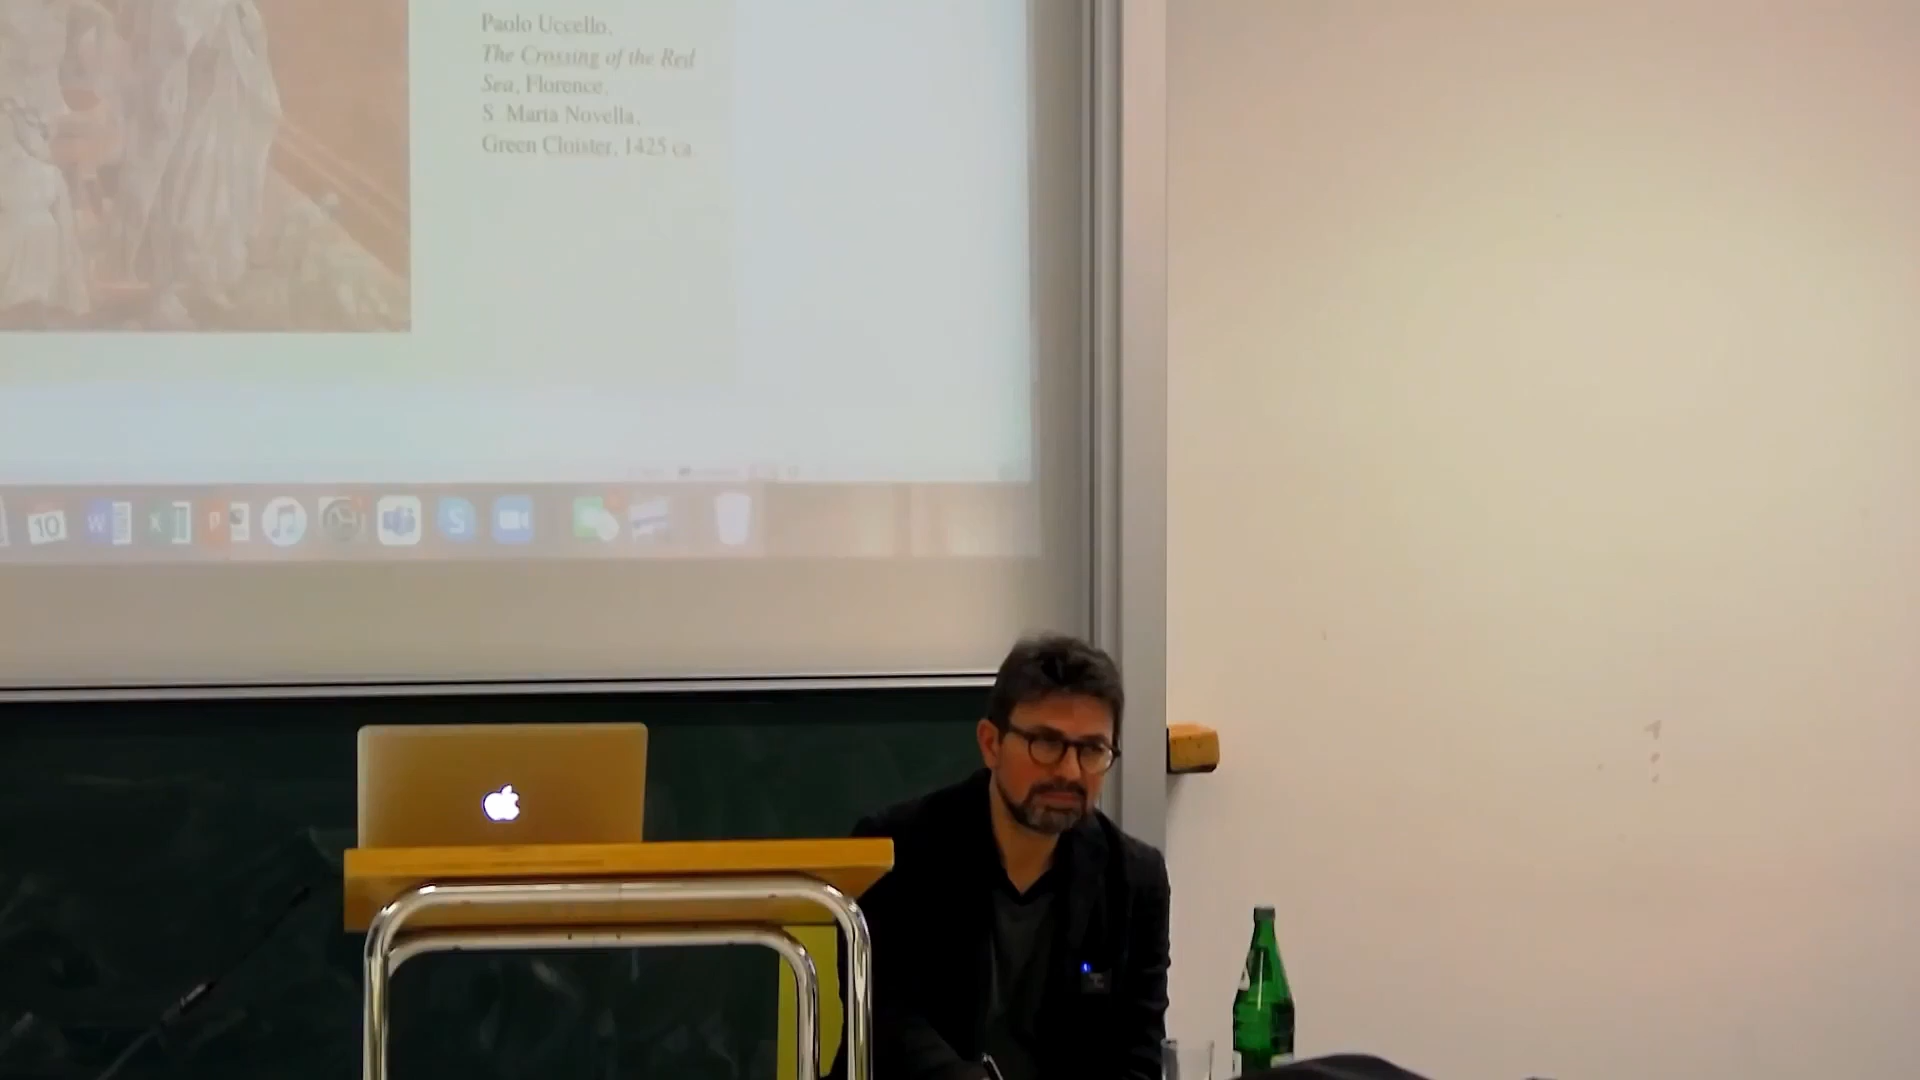 Paolo Uccello,
The Crossing of the Red
Sea, Florence,
S. Maria Novella,
Green Cloister, 1425 ca.
10
W
X
P
S